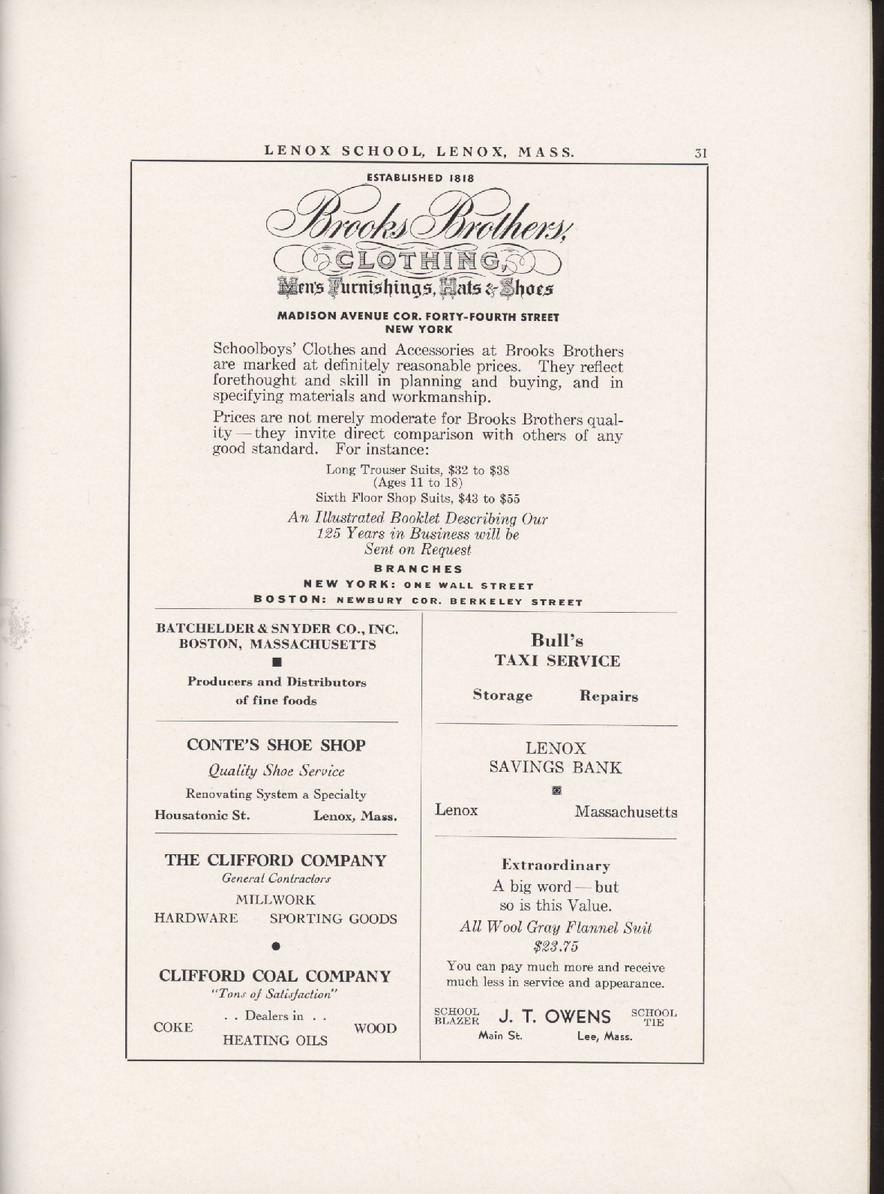 LENOX SCHOOL, LENOX, MASS. 31
ESTABLISHED 1818
Brooks Brothers,
CLOTHING,
Men's Furnishings, Hats & Shoes
MADISON AVENUE COR. FORTY-FOURTH STREET
NEW YORK
Schoolboys' Clothes and Accessories at Brooks Brothers
are marked at definitely reasonable prices. They reflect
forethought and skill in planning and buying, and in
specifying materials and workmanship.
Prices are not merely moderate for Brooks Brothers qual-
ity — they invite direct comparison with others of any
good standard. For instance:
Long Trouser Suits, $32 to $38
(Ages 11 to 18)
Sixth Floor Shop Suits, $43 to $55
An Illustrated Booklet Describing Our
125 Years in Business will be
Sent on Request
BRANCHES
NEW YORK: ONE WALL STREET
BOSTON: NEWBURY COR. BERKELEY STREET
BATCHELDER & SNYDER CO., INC.
BOSTON, MASSACHUSETTS
Producers and Distributors
of fine foods
CONTE'S SHOE SHOP
Quality Shoe Service
Renovating System a Specialty
Housatonic St. Lenox, Mass.
THE CLIFFORD COMPANY
General Contractors
MILLWORK
HARDWARE SPORTING GOODS
CLIFFORD COAL COMPANY
"Tons of Satisfaction"
. . Dealers in . .
COKE WOOD
HEATING OILS
Bull's
TAXI SERVICE
Storage Repairs
LENOX
SAVINGS BANK
Lenox Massachusetts
Extraordinary
A big word — but
so is this Value.
All Wool Gray Flannel Suit
$23.75
You can pay much more and receive
much less in service and appearance.
SCHOOL BLAZER J. T. OWENS SCHOOL TIE
Main St. Lee, Mass.